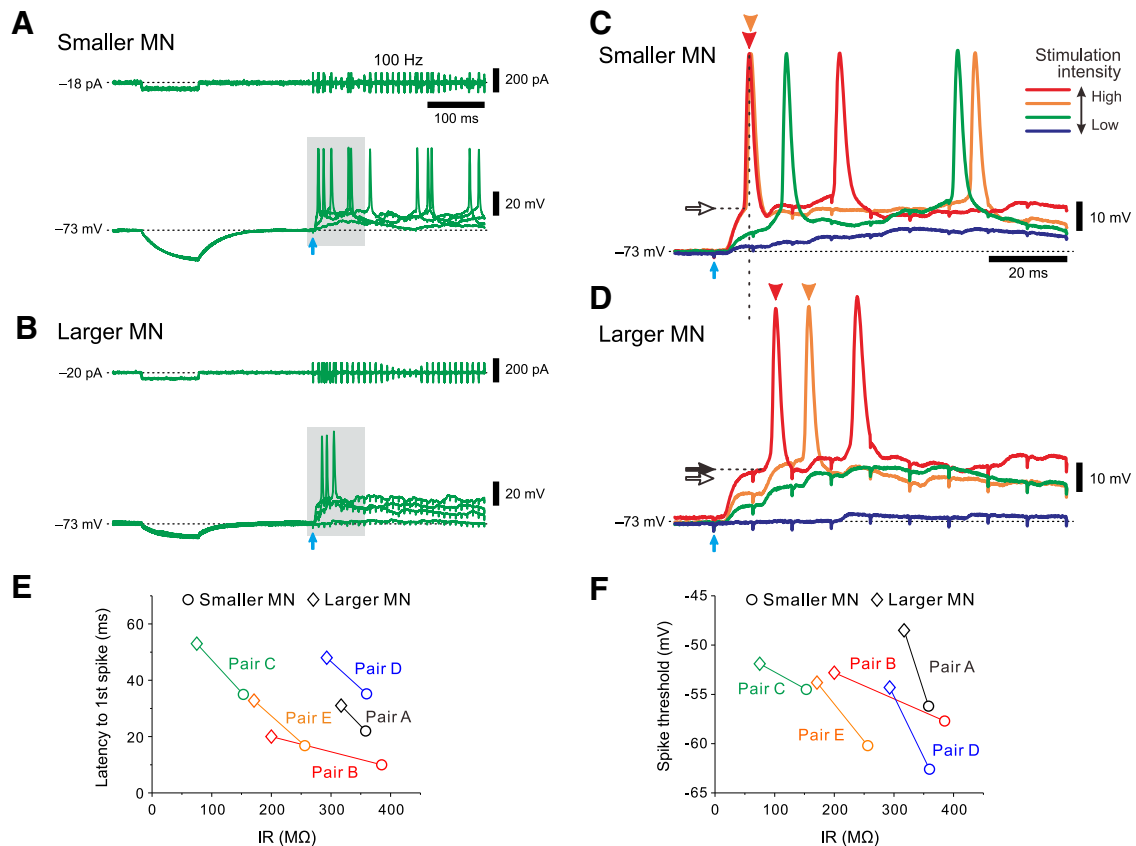 A
Smaller MN
–18 pA
100 Hz
200 pA
100 ms
20 mV
–73 mV
B
Larger MN
–20 pA
200 pA
20 mV
–73 mV
C
Smaller MN
Stimulation
intensity
High
Low
10 mV
–73 mV
20 ms
D
Larger MN
10 mV
–73 mV
E
Smaller MN Larger MN
Latency to 1st spike (ms)
60
40
20
0
Pair C
Pair D
Pair E
Pair A
Pair B
0 100 200 300 400
IR (MΩ)
F
Smaller MN Larger MN
Spike threshold (mV)
-45
-50
-55
-60
-65
Pair B
Pair A
Pair C
Pair E
Pair D
0 100 200 300 400
IR (MΩ)